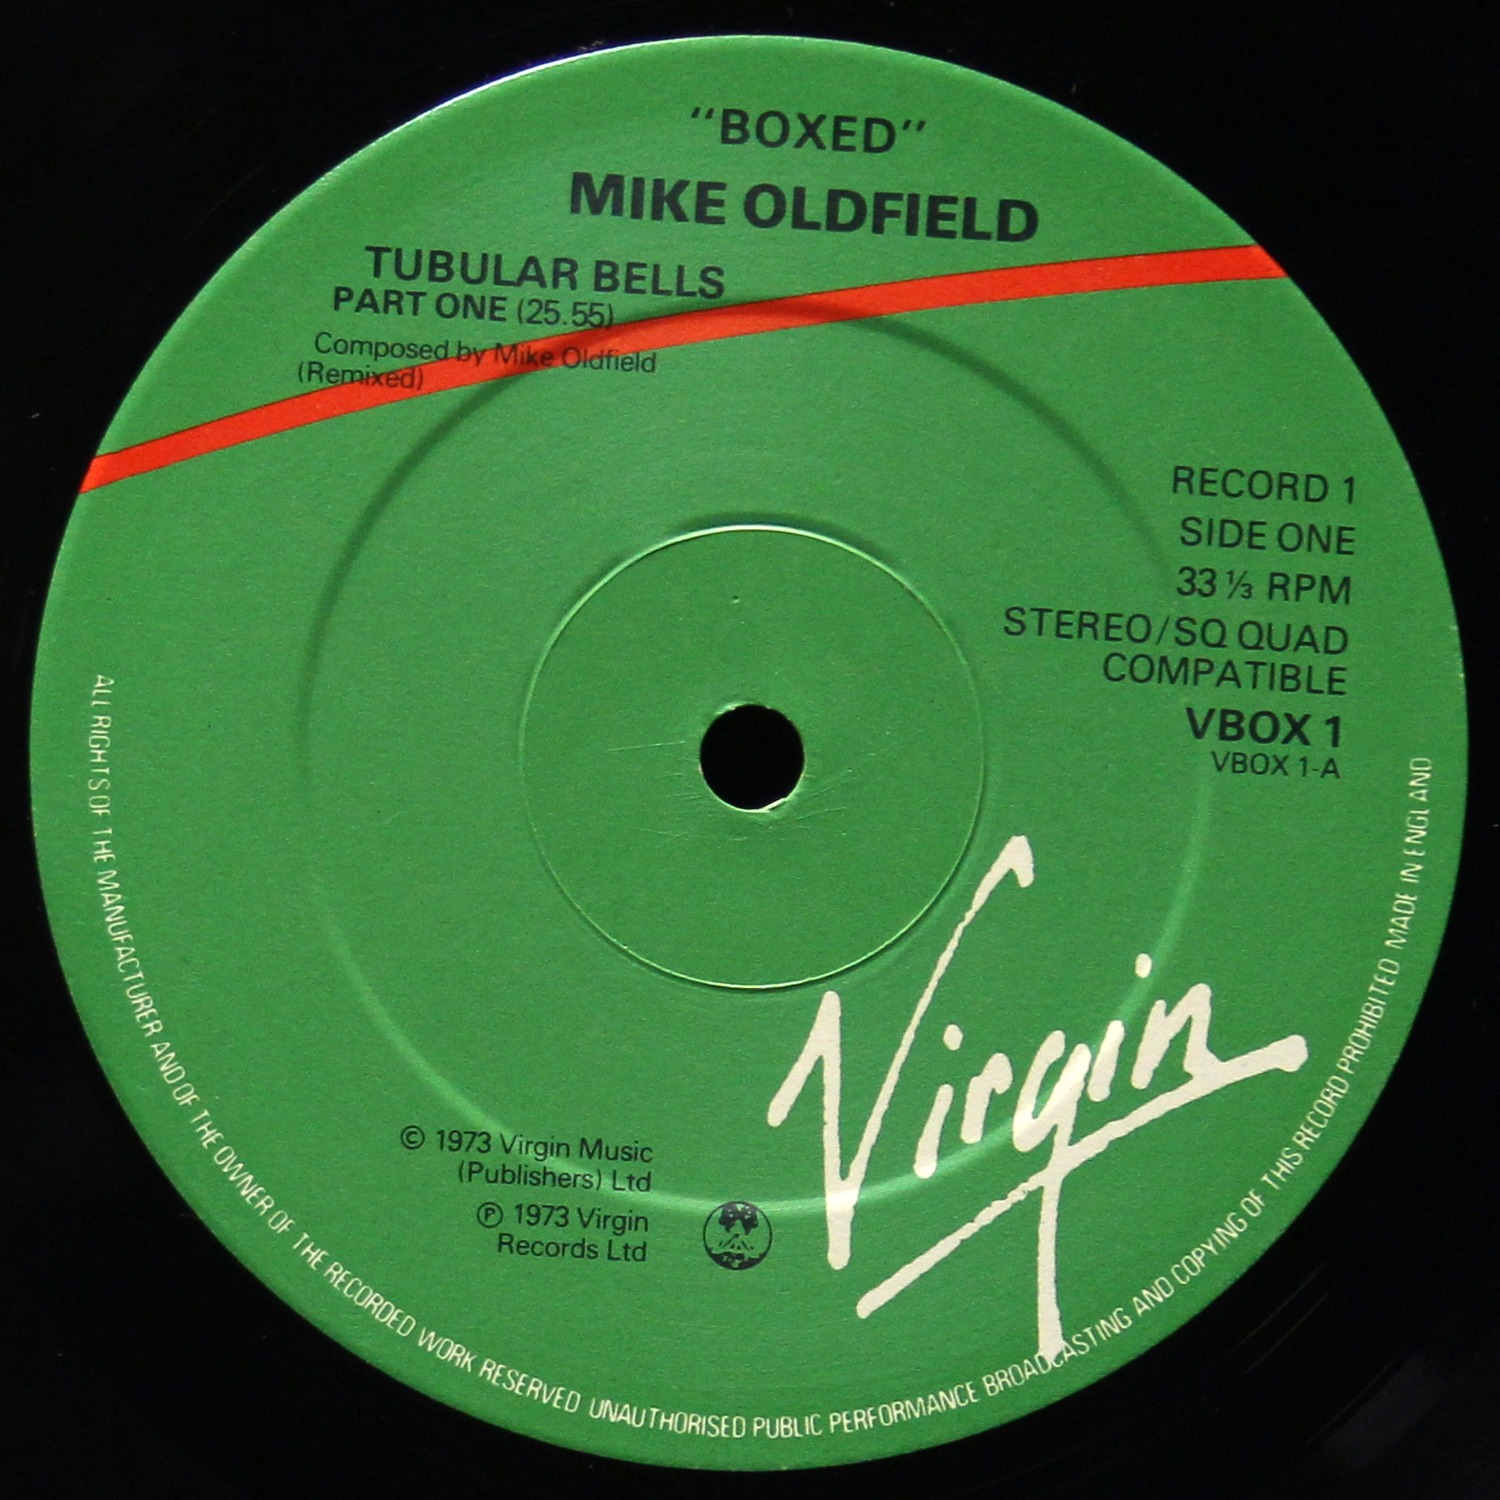 "BOXED"
MIKE OLDFIELD
TUBULAR BELLS
PART ONE (25.55)
Composed by Mike Oldfield
(Remixed)
RECORD 1
SIDE ONE
33 ⅓ RPM
STEREO/SQ QUAD
COMPATIBLE
VBOX 1
VBOX 1-A
Virgin
© 1973 Virgin Music
(Publishers) Ltd
℗ 1973 Virgin
Records Ltd
ALL RIGHTS OF THE MANUFACTURER AND OF THE OWNER OF THE RECORDED WORK RESERVED UNAUTHORISED PUBLIC PERFORMANCE BROADCASTING AND COPYING OF THIS RECORD PROHIBITED MADE IN ENGLAND